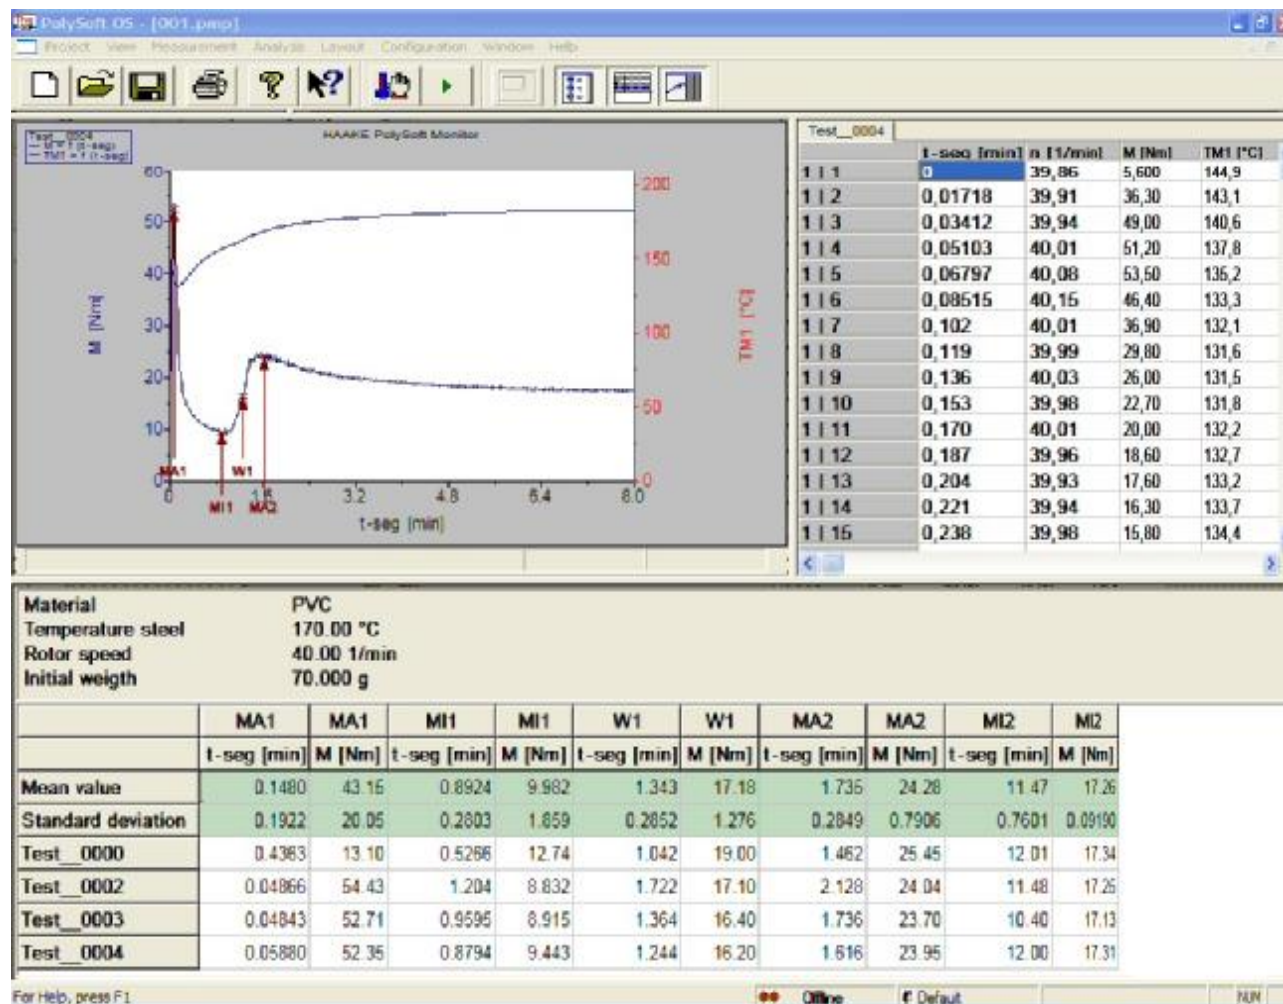 PolySoft OS - [001.pmp]
Project View Measurement Analysis Layout Configuration Window Help
Test__0004
M = f (t-seg)
TM1 = f (t-seg)
HAAKE PolySoft Monitor
60
50
40
30
20
10
0
M [Nm]
200
150
100
50
0
TM1 [°C]
MA1
W1
MI1
MA2
0
1.6
3.2
4.8
6.4
8.0
t-seg [min]
Test__0004
t-seg [min] n [1/min] M [Nm] TM1 [°C]
1 | 1 0 39,86 5,600 144,9
1 | 2 0,01718 39,91 36,30 143,1
1 | 3 0,03412 39,94 49,00 140,6
1 | 4 0,05103 40,01 51,20 137,8
1 | 5 0,06797 40,08 53,50 135,2
1 | 6 0,08515 40,15 46,40 133,3
1 | 7 0,102 40,01 36,90 132,1
1 | 8 0,119 39,99 29,80 131,6
1 | 9 0,136 40,03 26,00 131,5
1 | 10 0,153 39,98 22,70 131,8
1 | 11 0,170 40,01 20,00 132,2
1 | 12 0,187 39,96 18,60 132,7
1 | 13 0,204 39,93 17,60 133,2
1 | 14 0,221 39,94 16,30 133,7
1 | 15 0,238 39,98 15,80 134,4
Material PVC
Temperature steel 170.00 °C
Rotor speed 40.00 1/min
Initial weigth 70.000 g
MA1 MA1 MI1 MI1 W1 W1 MA2 MA2 MI2 MI2
t-seg [min] M [Nm] t-seg [min] M [Nm] t-seg [min] M [Nm] t-seg [min] M [Nm] t-seg [min] M [Nm]
Mean value 0.1480 43.15 0.8924 9.982 1.343 17.18 1.735 24.28 11.47 17.26
Standard deviation 0.1922 20.05 0.2803 1.859 0.2852 1.276 0.2849 0.7906 0.7601 0.09190
Test__0000 0.4363 13.10 0.5266 12.74 1.042 19.00 1.462 25.45 12.01 17.34
Test__0002 0.04866 54.43 1.204 8.832 1.722 17.10 2.128 24.04 11.48 17.25
Test__0003 0.04843 52.71 0.9595 8.915 1.364 16.40 1.736 23.70 10.40 17.13
Test__0004 0.05880 52.35 0.8794 9.443 1.244 16.20 1.616 23.95 12.00 17.31
For Help, press F1
Offline
Default
NUM